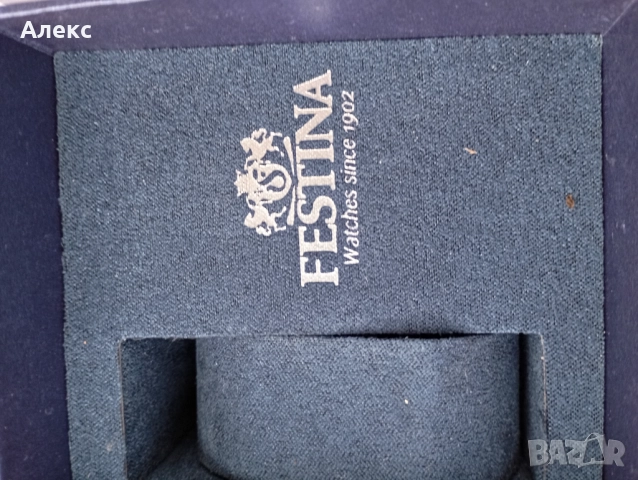 Алекс
FESTINA
Watches since 1902
BAZAR